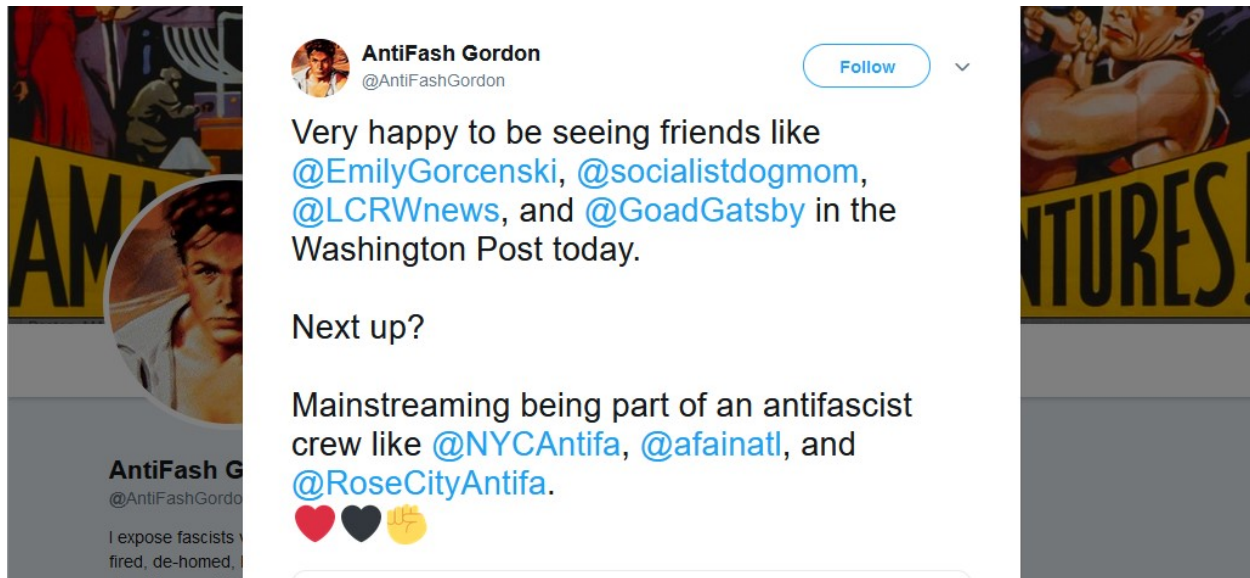 AntiFash Gordon
@AntiFashGordon
Follow
Very happy to be seeing friends like
@EmilyGorcenski, @socialistdogmom,
@LCRWnews, and @GoadGatsby in the
Washington Post today.
Next up?
Mainstreaming being part of an antifascist
crew like @NYCAntifa, @afainatl, and
@RoseCityAntifa.
AM
NTURES!
AntiFash G
@AntiFashGordo
I expose fascists
fired, de-homed,